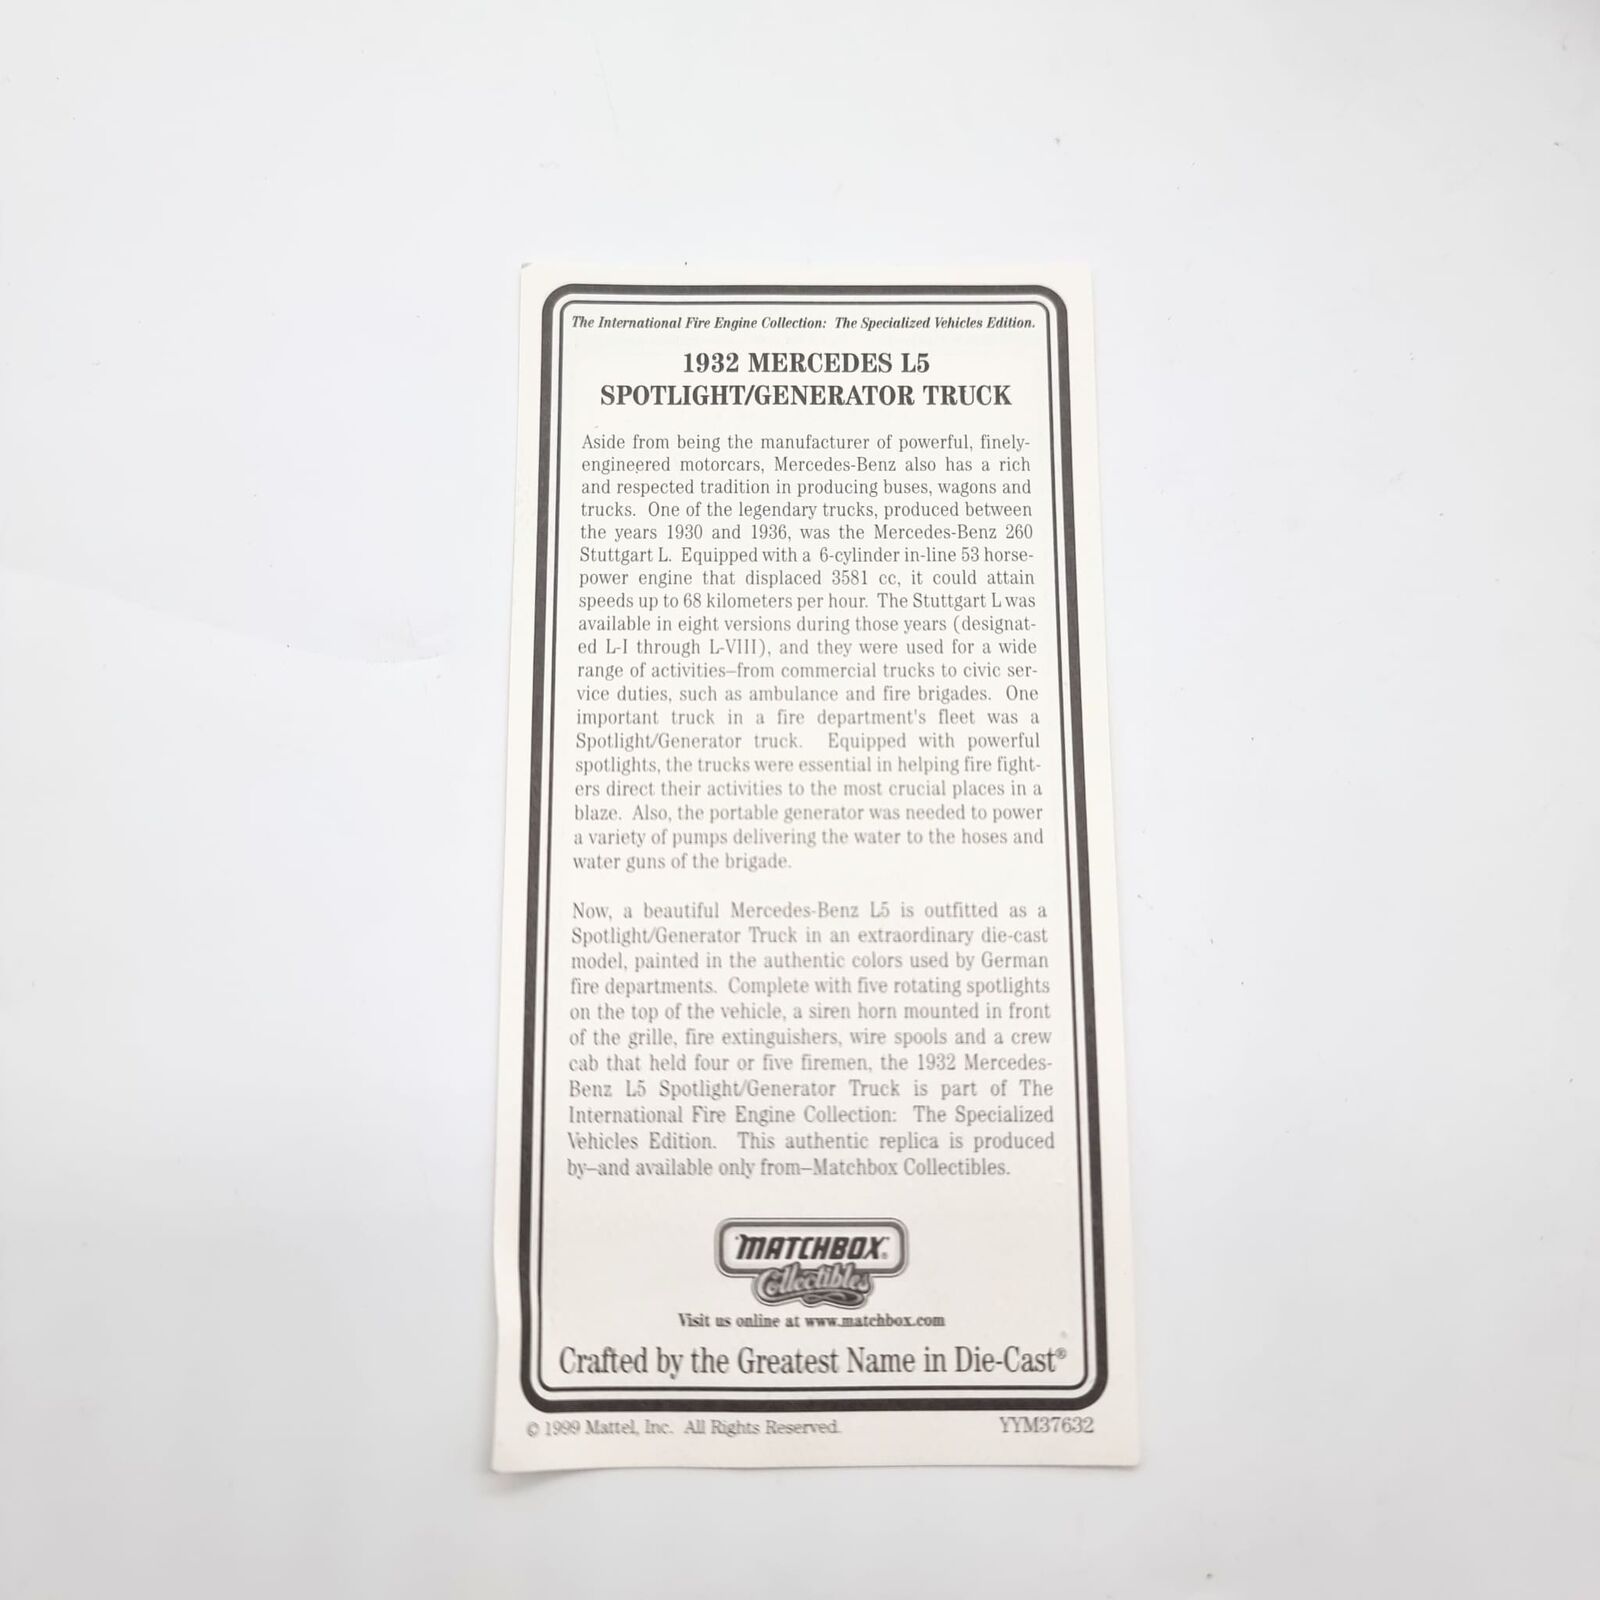 The International Fire Engine Collection: The Specialized Vehicles Edition.
1932 MERCEDES L5
SPOTLIGHT/GENERATOR TRUCK
Aside from being the manufacturer of powerful, finely-
engineered motorcars, Mercedes-Benz also has a rich
and respected tradition in producing buses, wagons and
trucks. One of the legendary trucks, produced between
the years 1930 and 1936, was the Mercedes-Benz 260
Stuttgart L. Equipped with a 6-cylinder in-line 53 horse-
power engine that displaced 3581 cc, it could attain
speeds up to 68 kilometers per hour. The Stuttgart L was
available in eight versions during those years (designat-
ed L-I through L-VIII), and they were used for a wide
range of activities–from commercial trucks to civic ser-
vice duties, such as ambulance and fire brigades. One
important truck in a fire department's fleet was a
Spotlight/Generator truck. Equipped with powerful
spotlights, the trucks were essential in helping fire fight-
ers direct their activities to the most crucial places in a
blaze. Also, the portable generator was needed to power
a variety of pumps delivering the water to the hoses and
water guns of the brigade.
Now, a beautiful Mercedes-Benz L5 is outfitted as a
Spotlight/Generator Truck in an extraordinary die-cast
model, painted in the authentic colors used by German
fire departments. Complete with five rotating spotlights
on the top of the vehicle, a siren horn mounted in front
of the grille, fire extinguishers, wire spools and a crew
cab that held four or five firemen, the 1932 Mercedes-
Benz L5 Spotlight/Generator Truck is part of The
International Fire Engine Collection: The Specialized
Vehicles Edition. This authentic replica is produced
by–and available only from–Matchbox Collectibles.
MATCHBOX®
Collectibles
Visit us online at www.matchbox.com
Crafted by the Greatest Name in Die-Cast®
© 1999 Mattel, Inc. All Rights Reserved. YYM37632